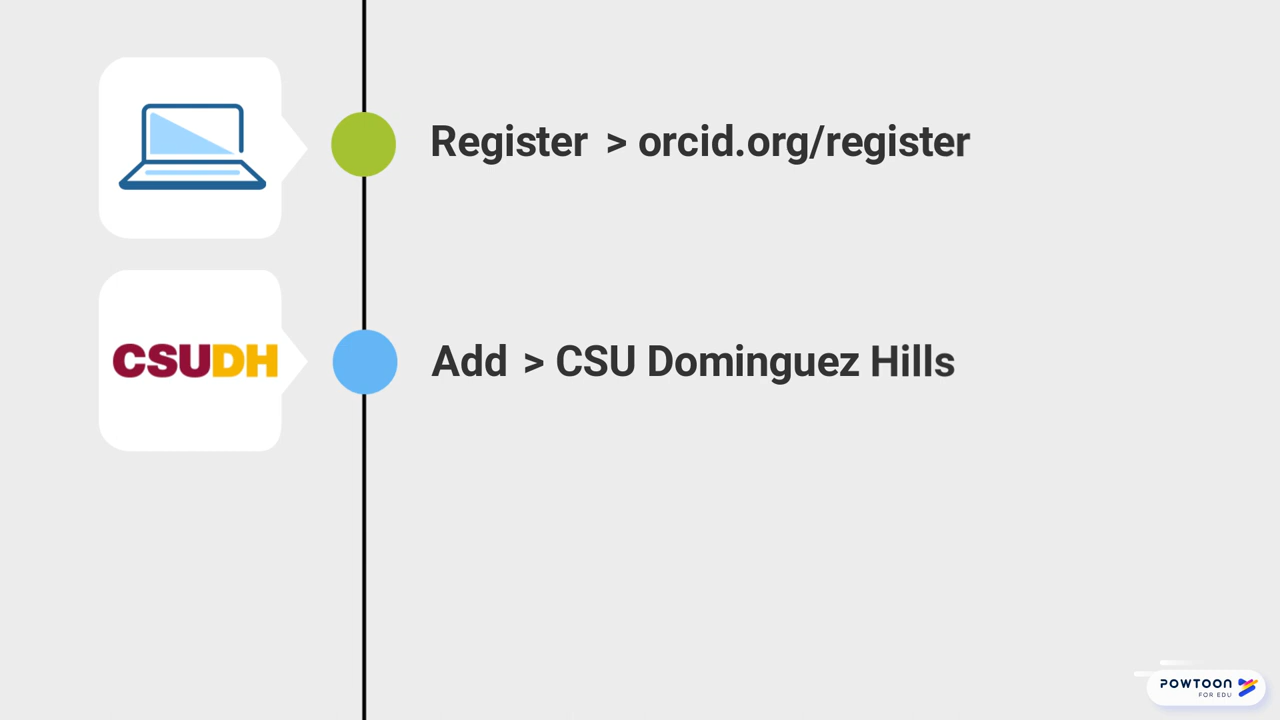 Register > orcid.org/register
CSUDH
Add > CSU Dominguez Hills
POWTOON
FOR EDU